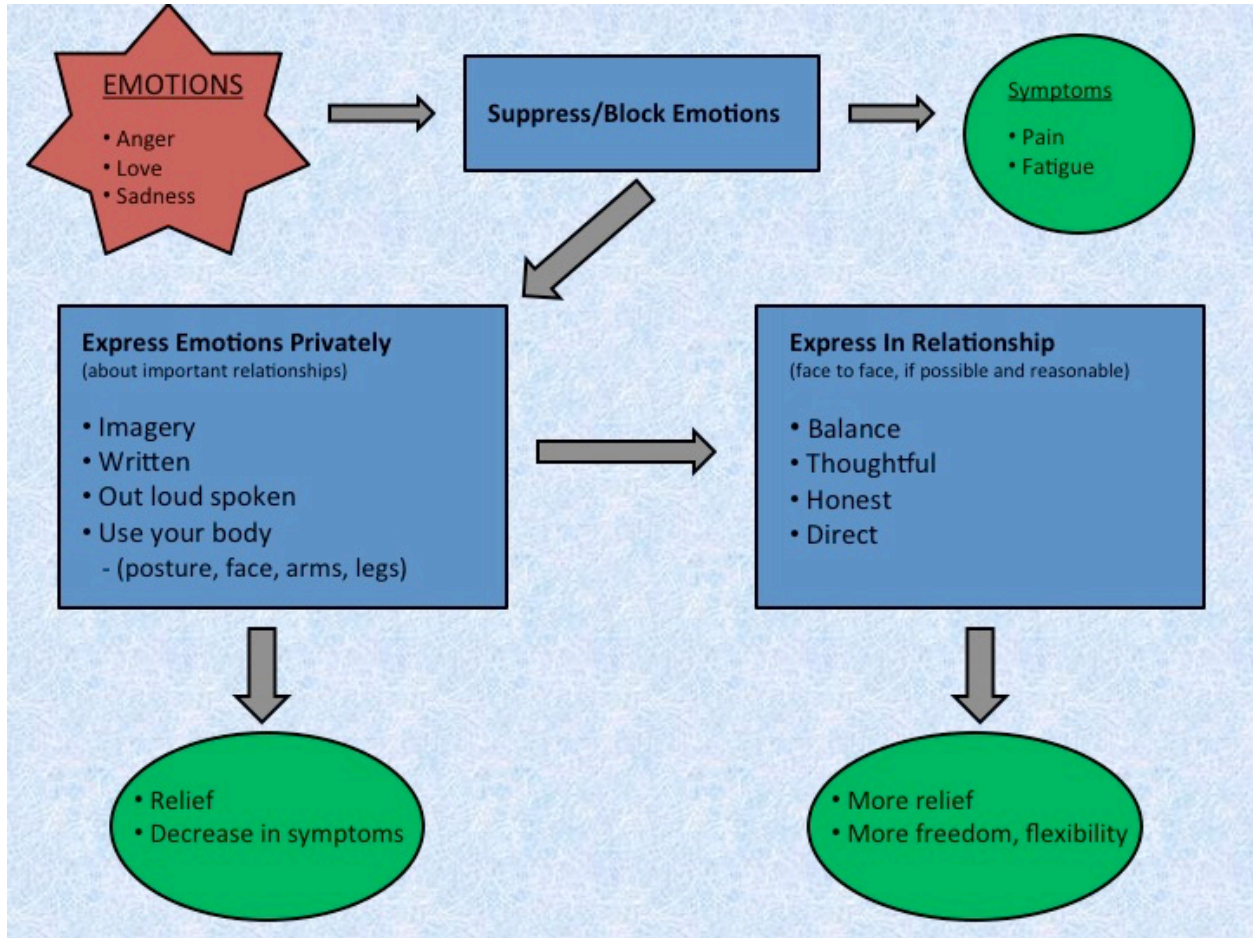 EMOTIONS
• Anger
• Love
• Sadness
Suppress/Block Emotions
Symptoms
• Pain
• Fatigue
Express Emotions Privately
(about important relationships)
• Imagery
• Written
• Out loud spoken
• Use your body
- (posture, face, arms, legs)
Express In Relationship
(face to face, if possible and reasonable)
• Balance
• Thoughtful
• Honest
• Direct
• Relief
• Decrease in symptoms
• More relief
• More freedom, flexibility